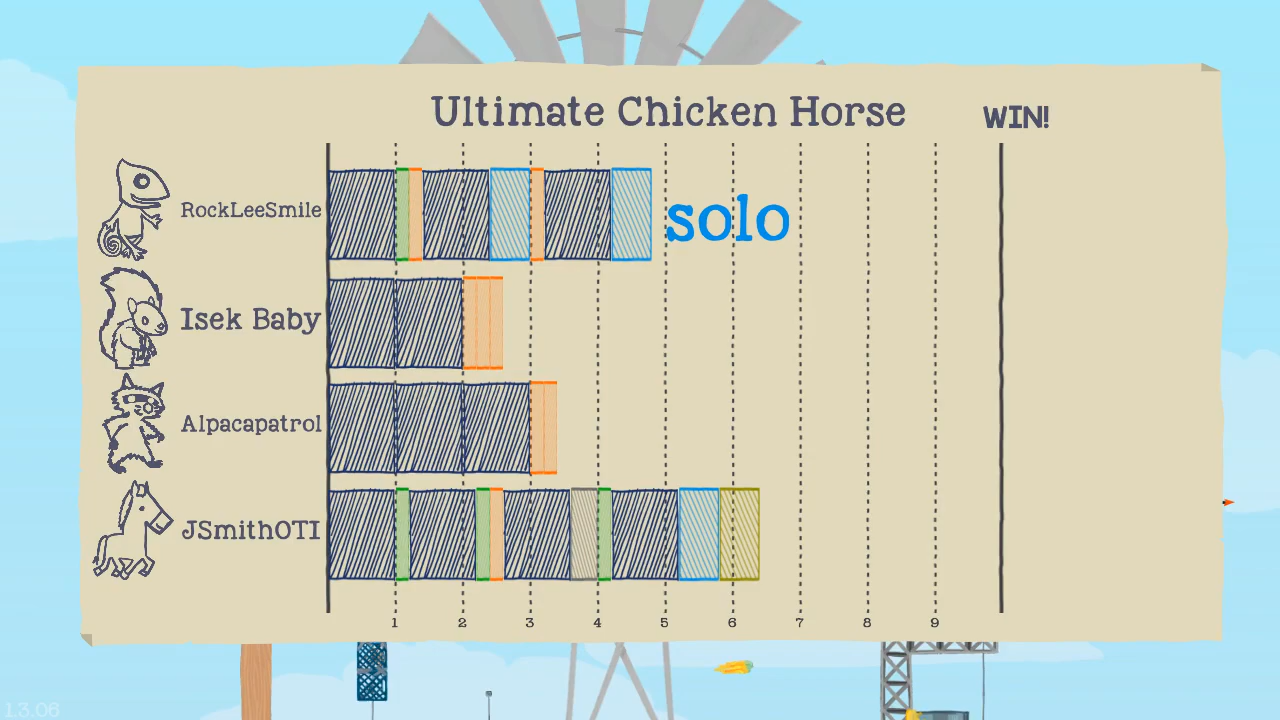 Ultimate Chicken Horse
WIN!
RockLeeSmile
solo
Isek Baby
Alpacapatrol
JSmithOTI
1 2 3 4 5 6 7 8 9
1.3.06